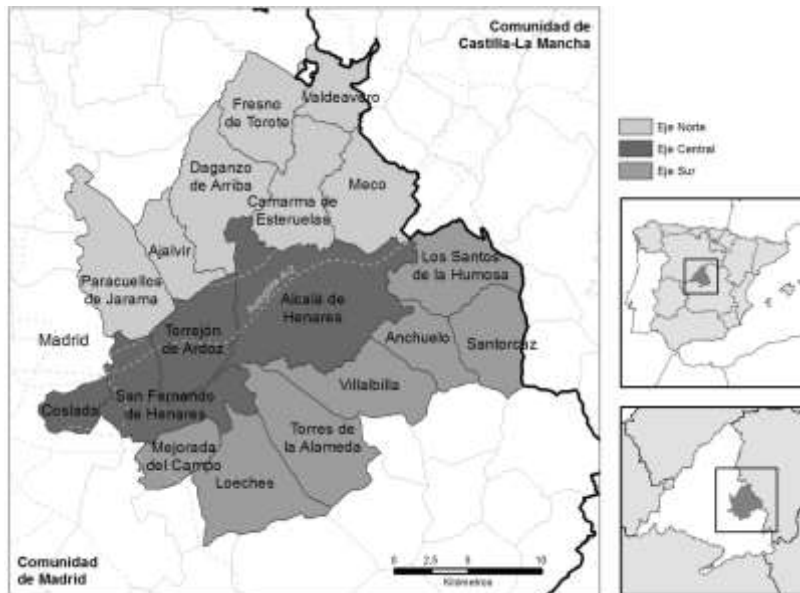 Comunidad de
Castilla-La Mancha
Valdeavero
Fresno
de Torote
Daganzo
de Arriba
Camarma de
Esteruelas
Meco
Ajalvir
Paracuellos
de Jarama
Los Santos
de la Humosa
Alcalá de
Henares
Madrid
Torrejón
de Ardoz
Anchuelo
Santorcaz
Villalbilla
Coslada
San Fernando
de Henares
Mejorada
del Campo
Torres de
la Alameda
Loeches
Comunidad
de Madrid
0 2,5 5 10
Kilómetros
Eje Norte
Eje Central
Eje Sur